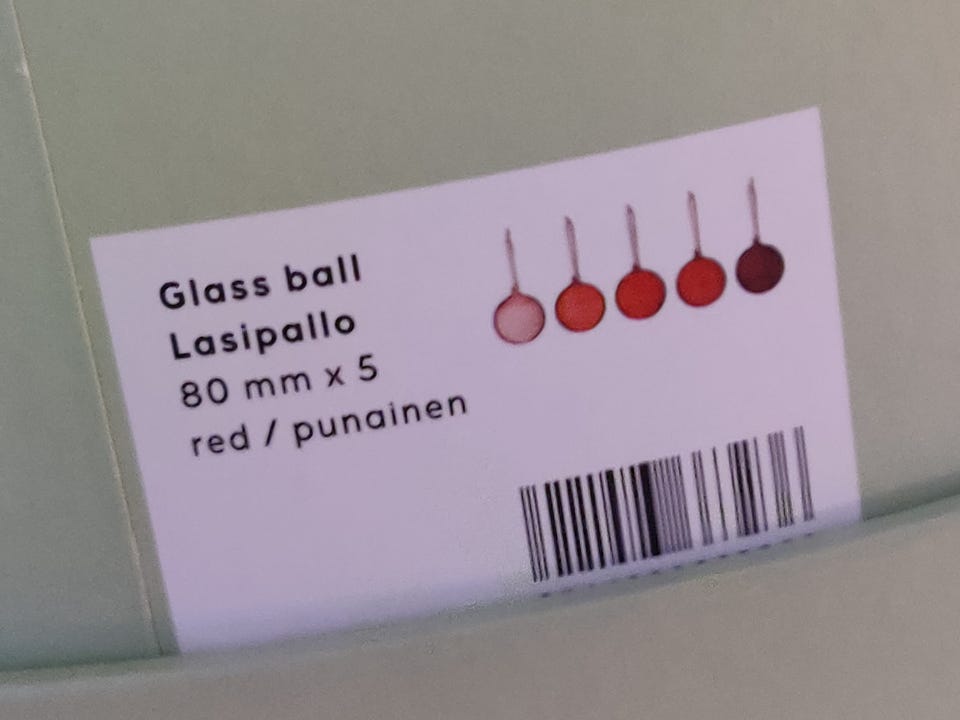 Glass ball
Lasipallo
80 mm x 5
red / punainen